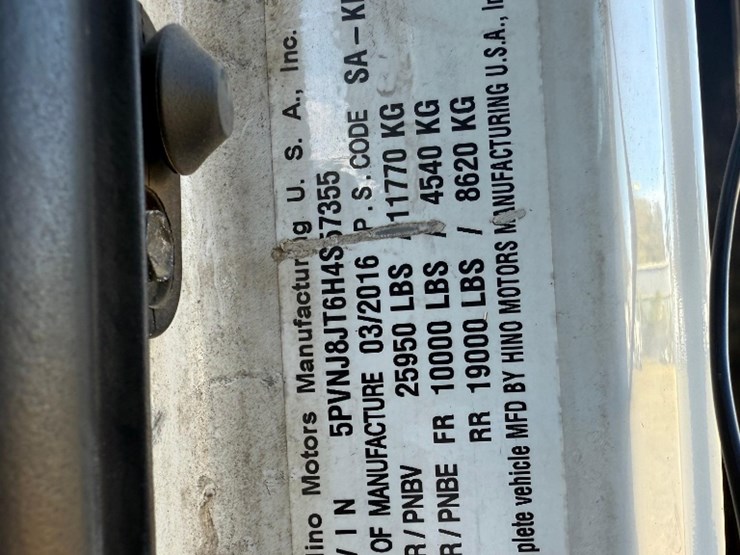 Hino Motors Manufacturing U. S. A., Inc.
VIN 5PVNJ8JT6H4S57355
OF MANUFACTURE 03/2016 P.S.CODE SA-K
R/PNBV 25950 LBS / 11770 KG
R/PNBE FR 10000 LBS / 4540 KG
RR 19000 LBS / 8620 KG
plete vehicle MFD BY HINO MOTORS MANUFACTURING U.S.A., In